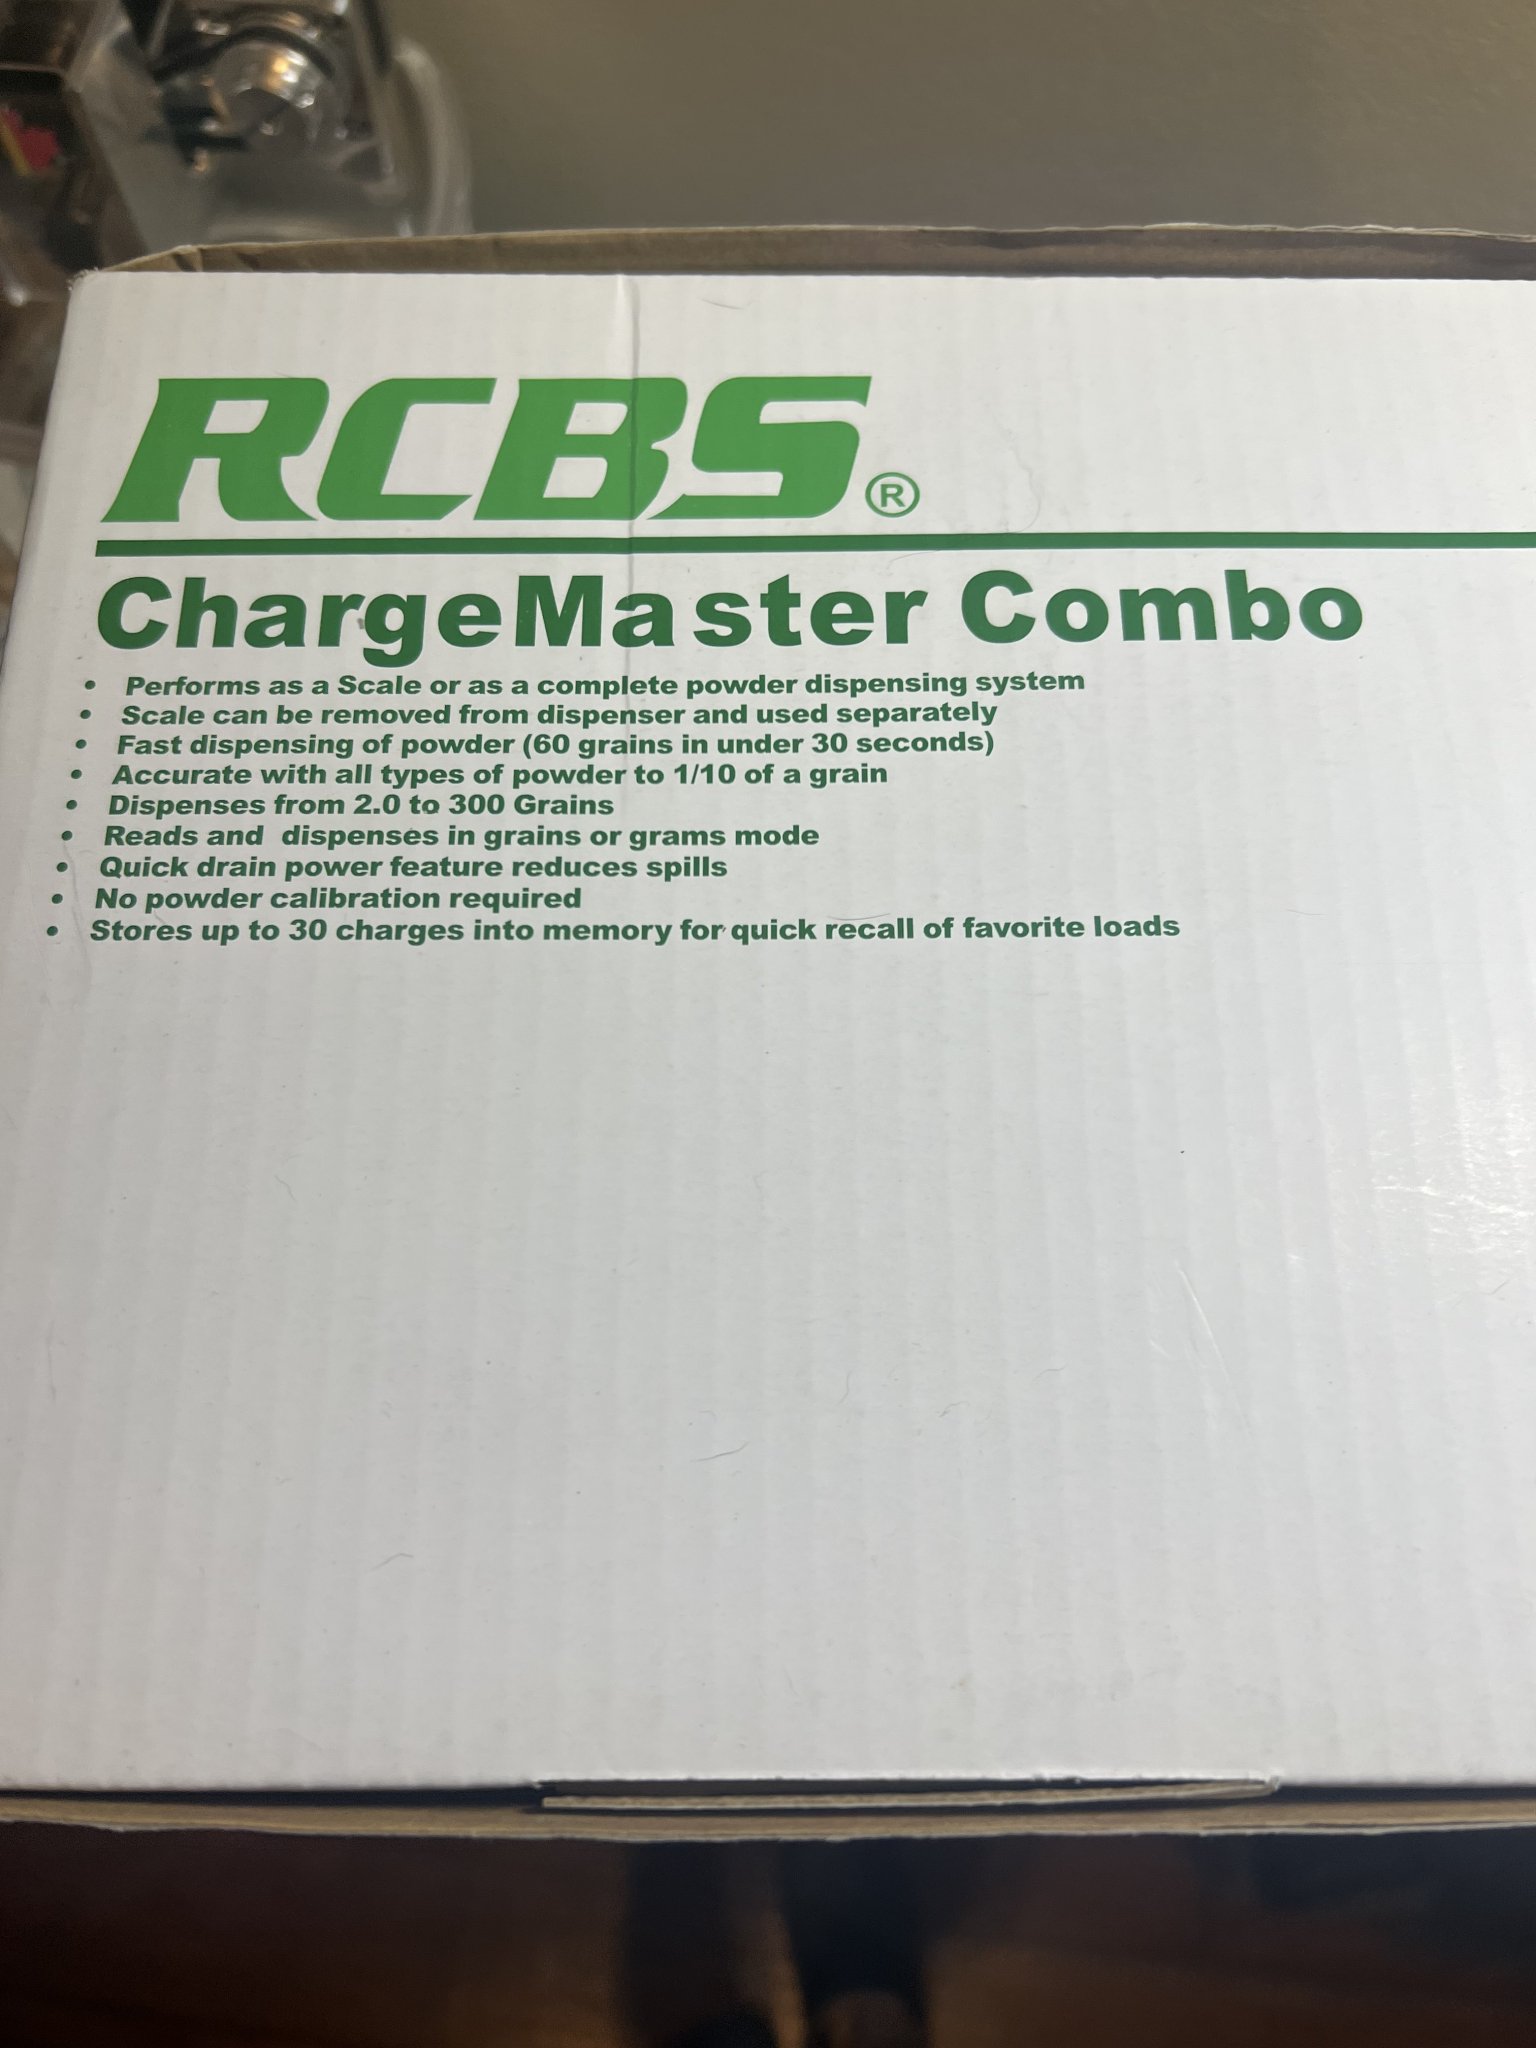 RCBS®
ChargeMaster Combo
• Performs as a Scale or as a complete powder dispensing system
• Scale can be removed from dispenser and used separately
• Fast dispensing of powder (60 grains in under 30 seconds)
• Accurate with all types of powder to 1/10 of a grain
• Dispenses from 2.0 to 300 Grains
• Reads and  dispenses in grains or grams mode
• Quick drain power feature reduces spills
• No powder calibration required
• Stores up to 30 charges into memory for quick recall of favorite loads